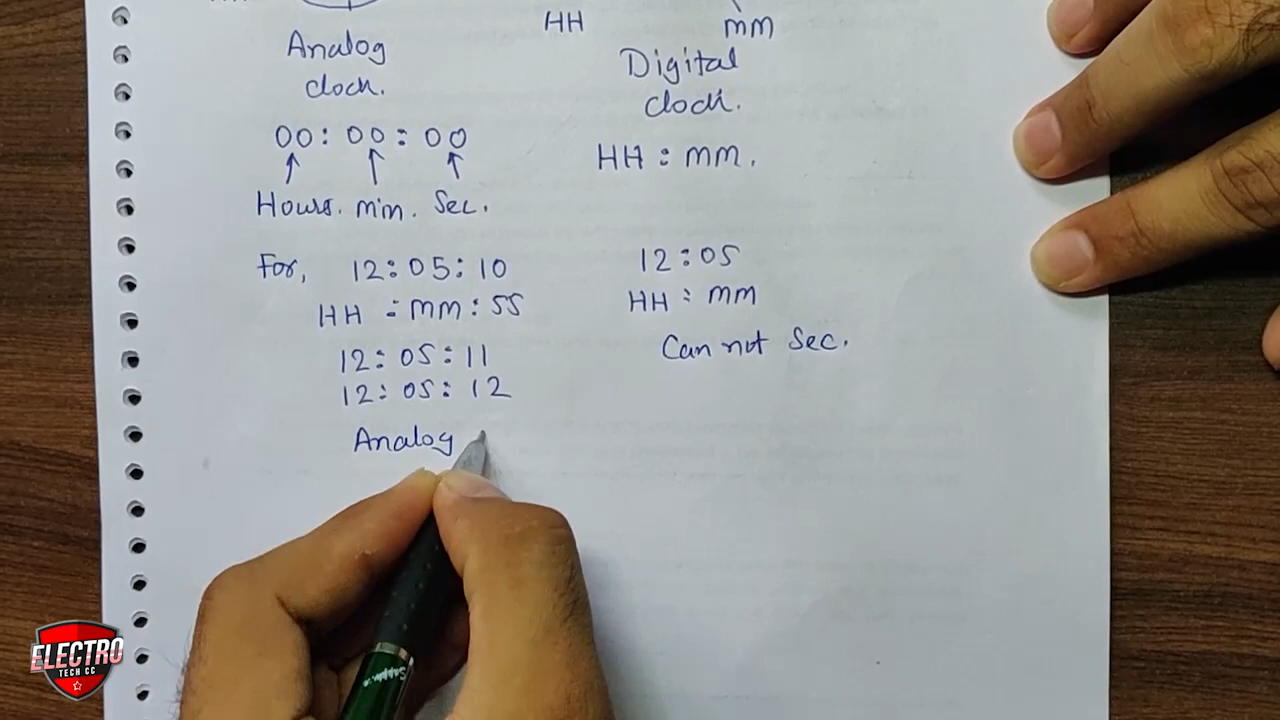 HH
mm
Analog
clock.
Digital
clock.
00 : 00 : 00
Hours. min. Sec.
HH : mm.
For, 12 : 05 : 10
HH : mm : SS
12 : 05 : 11
12 : 05 : 12
Analog
12 : 05
HH : mm
Can not Sec.
ELECTRO
TECH CC